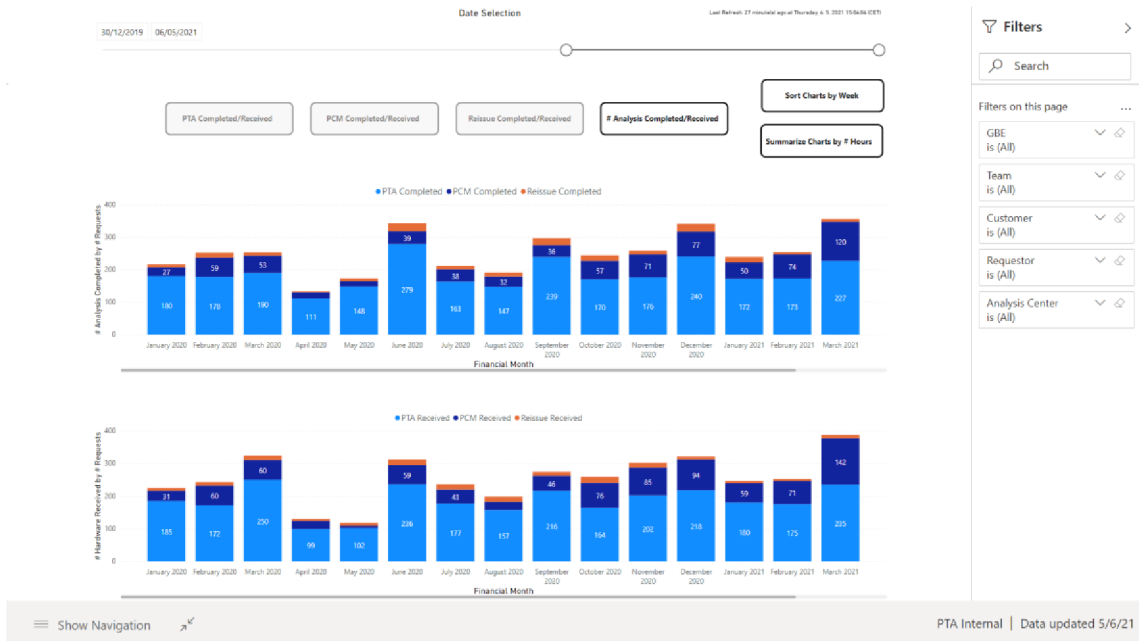 Date Selection
Last Refresh: 27 minute(s) ago at Thursday 6. 5. 2021 15:06:06 (CET)
30/12/2019 06/05/2021
PTA Completed/Received
PCM Completed/Received
Reissue Completed/Received
# Analysis Completed/Received
Sort Charts by Week
Summarize Charts by # Hours
PTA Completed PCM Completed Reissue Completed
# Analysis Completed by # Requests
400
300
200
100
0
27 59 53 39 38 32 36 57 71 77 50 74 120
180 178 190 111 148 279 163 147 239 170 176 240 172 173 227
January 2020 February 2020 March 2020 April 2020 May 2020 June 2020 July 2020 August 2020 September 2020 October 2020 November 2020 December 2020 January 2021 February 2021 March 2021
Financial Month
PTA Received PCM Received Reissue Received
# Hardware Received by # Requests
400
300
200
100
0
31 60 60 59 43 46 76 85 94 59 71 142
185 172 250 99 102 236 177 157 216 164 202 218 180 175 235
January 2020 February 2020 March 2020 April 2020 May 2020 June 2020 July 2020 August 2020 September 2020 October 2020 November 2020 December 2020 January 2021 February 2021 March 2021
Financial Month
Filters
Search
Filters on this page
...
GBE
is (All)
Team
is (All)
Customer
is (All)
Requestor
is (All)
Analysis Center
is (All)
Show Navigation
PTA Internal | Data updated 5/6/21